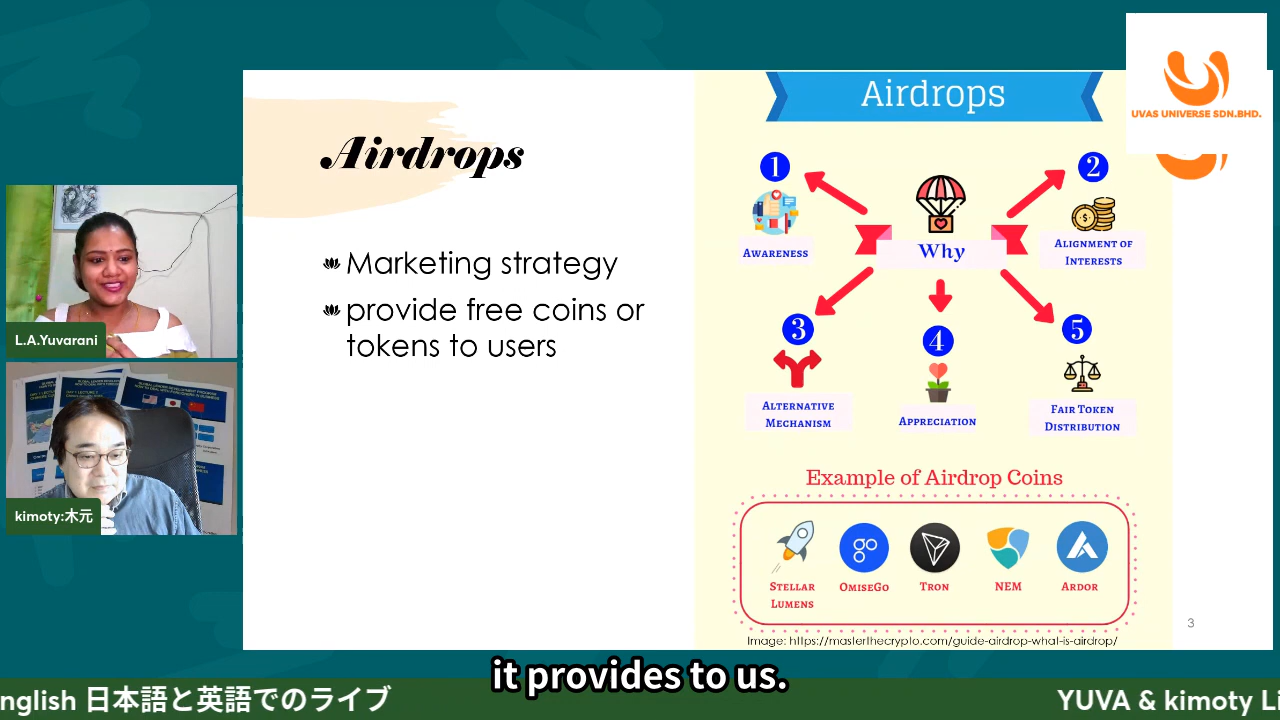 Airdrops
UVAS UNIVERSE SDN.BHD.
Airdrops
Marketing strategy
provide free coins or
tokens to users
1
2
Why
AWARENESS
ALIGNMENT OF
INTERESTS
3
4
5
ALTERNATIVE
MECHANISM
APPRECIATION
FAIR TOKEN
DISTRIBUTION
Example of Airdrop Coins
STELLAR
LUMENS
OMISEGO
TRON
NEM
ARDOR
Image: https://masterthecrypto.com/guide-airdrop-what-is-airdrop/
3
L.A.Yuvarani
kimoty:木元
it provides to us.
nglish 日本語と英語でのライブ
YUVA & kimoty Li